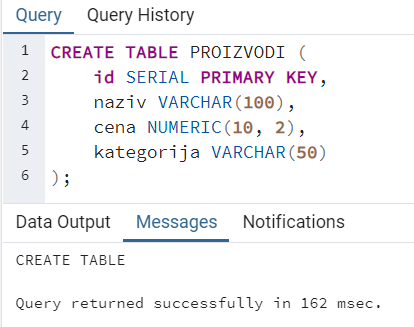 Query Query History
1 CREATE TABLE PROIZVODI (
2 id SERIAL PRIMARY KEY,
3 naziv VARCHAR(100),
4 cena NUMERIC(10, 2),
5 kategorija VARCHAR(50)
6 );
Data Output Messages Notifications
CREATE TABLE
Query returned successfully in 162 msec.